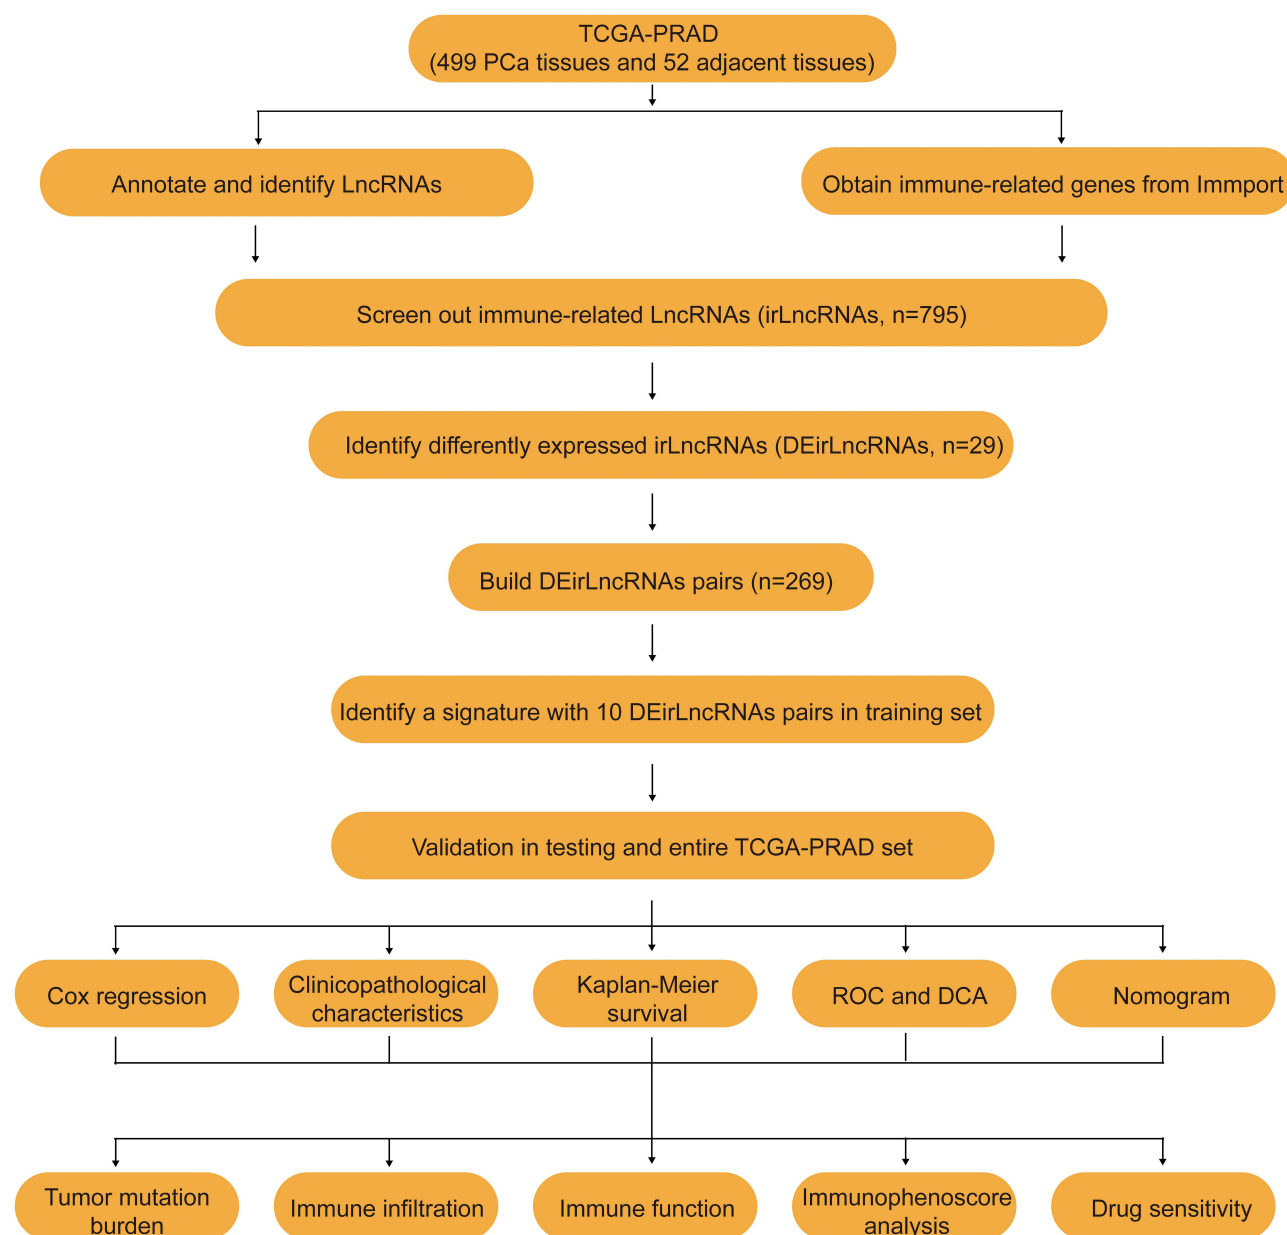 TCGA-PRAD
(499 PCa tissues and 52 adjacent tissues)
Annotate and identify LncRNAs
Obtain immune-related genes from Immport
Screen out immune-related LncRNAs (irLncRNAs, n=795)
Identify differently expressed irLncRNAs (DEirLncRNAs, n=29)
Build DEirLncRNAs pairs (n=269)
Identify a signature with 10 DEirLncRNAs pairs in training set
Validation in testing and entire TCGA-PRAD set
Cox regression
Clinicopathological
characteristics
Kaplan-Meier
survival
ROC and DCA
Nomogram
Tumor mutation
burden
Immune infiltration
Immune function
Immunophenoscore
analysis
Drug sensitivity